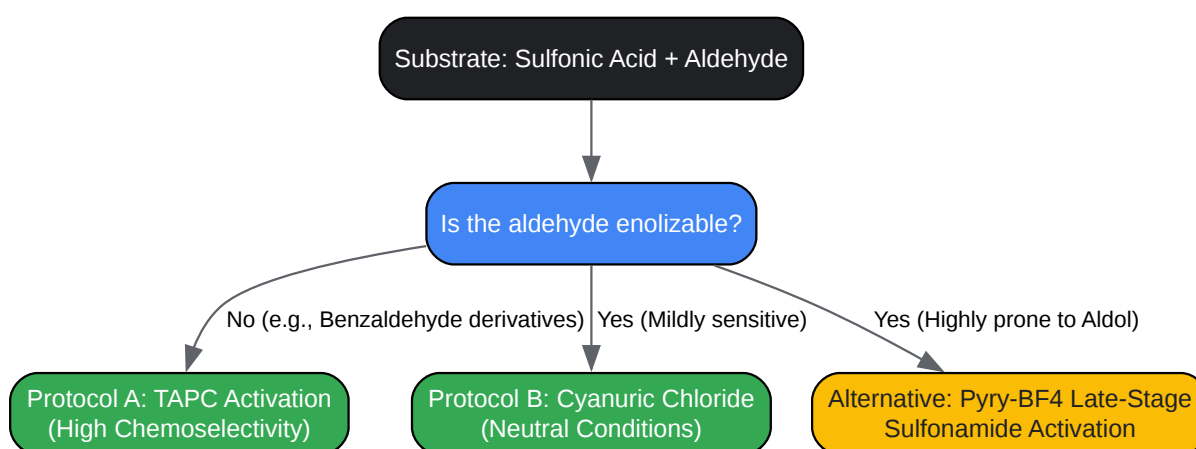 Substrate: Sulfonic Acid + Aldehyde
Is the aldehyde enolizable?
No (e.g., Benzaldehyde derivatives)
Yes (Mildly sensitive)
Yes (Highly prone to Aldol)
Protocol A: TAPC Activation
(High Chemoselectivity)
Protocol B: Cyanuric Chloride
(Neutral Conditions)
Alternative: Pyry-BF4 Late-Stage
Sulfonamide Activation